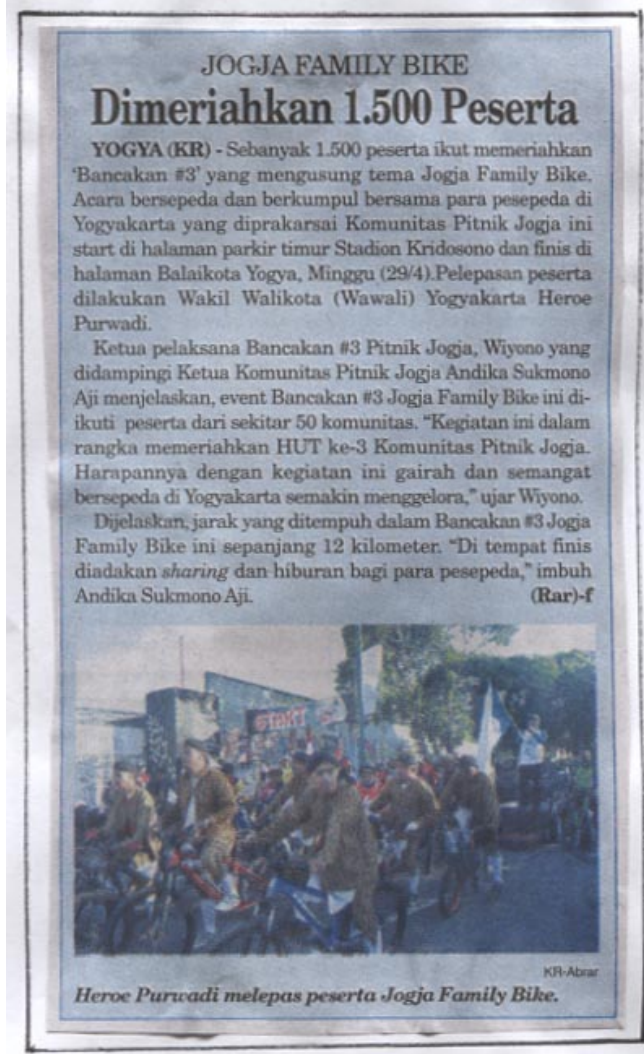 JOGJA FAMILY BIKE
Dimeriahkan 1.500 Peserta
YOGYA (KR) - Sebanyak 1.500 peserta ikut memeriahkan
'Bancakan #3' yang mengusung tema Jogja Family Bike.
Acara bersepeda dan berkumpul bersama para pesepeda di
Yogyakarta yang diprakarsai Komunitas Pitnik Jogja ini
start di halaman parkir timur Stadion Kridosono dan finis di
halaman Balaikota Yogya, Minggu (29/4).Pelepasan peserta
dilakukan Wakil Walikota (Wawali) Yogyakarta Heroe
Purwadi.
Ketua pelaksana Bancakan #3 Pitnik Jogja, Wiyono yang
didampingi Ketua Komunitas Pitnik Jogja Andika Sukmono
Aji menjelaskan, event Bancakan #3 Jogja Family Bike ini di-
ikuti peserta dari sekitar 50 komunitas. "Kegiatan ini dalam
rangka memeriahkan HUT ke-3 Komunitas Pitnik Jogja.
Harapannya dengan kegiatan ini gairah dan semangat
bersepeda di Yogyakarta semakin menggelora," ujar Wiyono.
Dijelaskan, jarak yang ditempuh dalam Bancakan #3 Jogja
Family Bike ini sepanjang 12 kilometer. "Di tempat finis
diadakan sharing dan hiburan bagi para pesepeda," imbuh
Andika Sukmono Aji. (Rar)-f
START
KR-Abrar
Heroe Purwadi melepas peserta Jogja Family Bike.